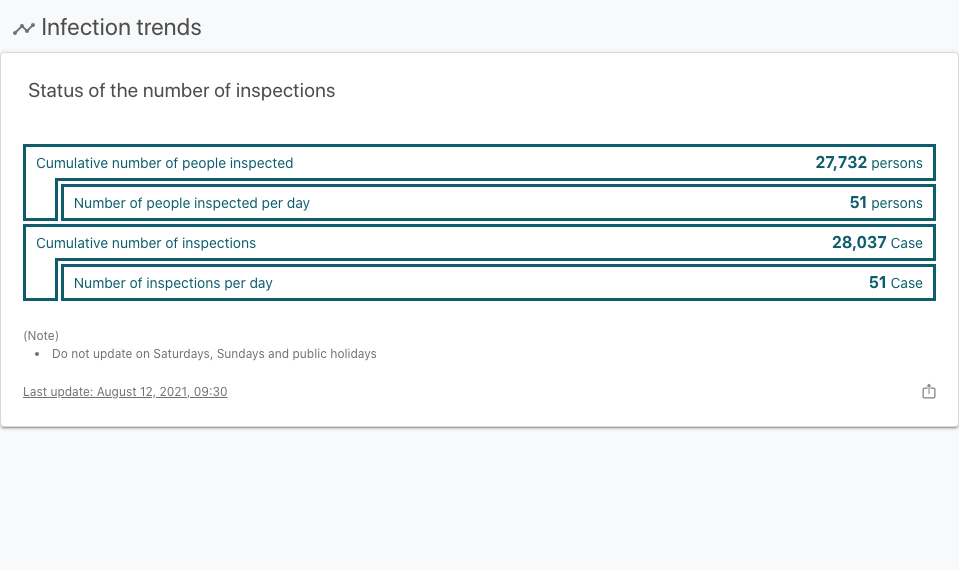 Infection trends
Status of the number of inspections
Cumulative number of people inspected 27,732 persons
Number of people inspected per day 51 persons
Cumulative number of inspections 28,037 Case
Number of inspections per day 51 Case
(Note)
• Do not update on Saturdays, Sundays and public holidays
Last update: August 12, 2021, 09:30